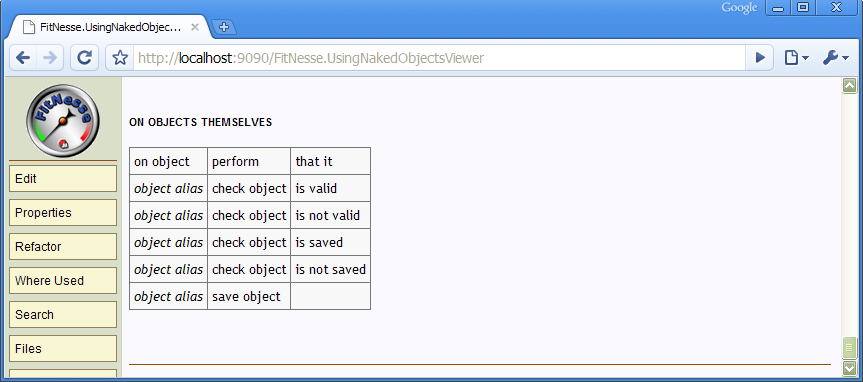 Google
FitNesse.UsingNakedObjec...
http://localhost:9090/FitNesse.UsingNakedObjectsViewer
FitNesse
Edit
Properties
Refactor
Where Used
Search
Files
ON OBJECTS THEMSELVES
on object perform that it
object alias check object is valid
object alias check object is not valid
object alias check object is saved
object alias check object is not saved
object alias save object